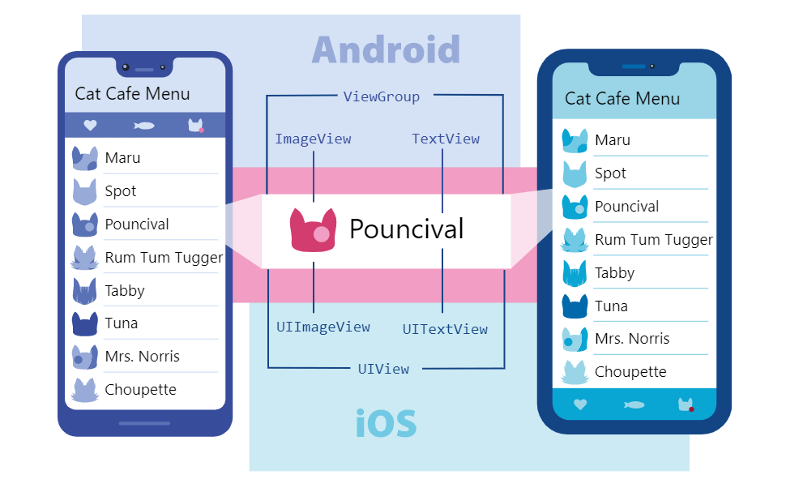 Android
Cat Cafe Menu
Maru
Spot
Pouncival
Rum Tum Tugger
Tabby
Tuna
Mrs. Norris
Choupette
ViewGroup
ImageView TextView
Pouncival
UIImageView UITextView
UIView
iOS
Cat Cafe Menu
Maru
Spot
Pouncival
Rum Tum Tugger
Tabby
Tuna
Mrs. Norris
Choupette